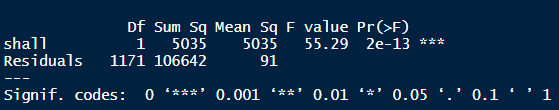 Df Sum Sq Mean Sq F value Pr(>F)
shall 1 5035 5035 55.29 2e-13 ***
Residuals 1171 106642 91
---
Signif. codes: 0 ‘***’ 0.001 ‘**’ 0.01 ‘*’ 0.05 ‘.’ 0.1 ‘ ’ 1